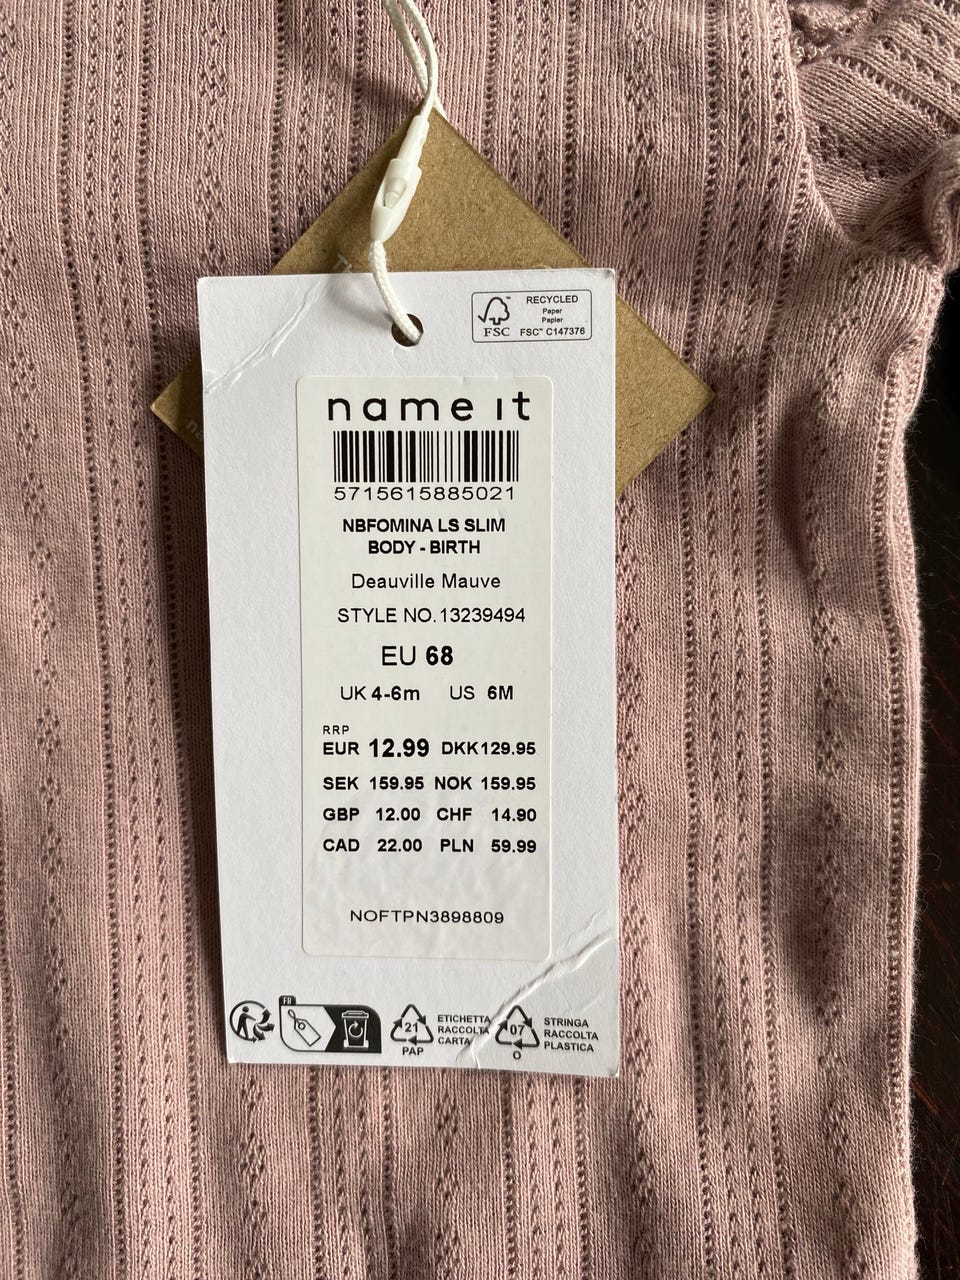 RECYCLED
Paper
Papier
FSC™ C147376
FSC
name it
5715615885021
NBFOMINA LS SLIM
BODY - BIRTH
Deauville Mauve
STYLE NO. 13239494
EU 68
UK 4-6m US 6M
RRP
EUR 12.99 DKK 129.95
SEK 159.95 NOK 159.95
GBP 12.00 CHF 14.90
CAD 22.00 PLN 59.99
NOFTPN3898809
FR
21
PAP
ETICHETTA
RACCOLTA
CARTA
07
O
STRINGA
RACCOLTA
PLASTICA